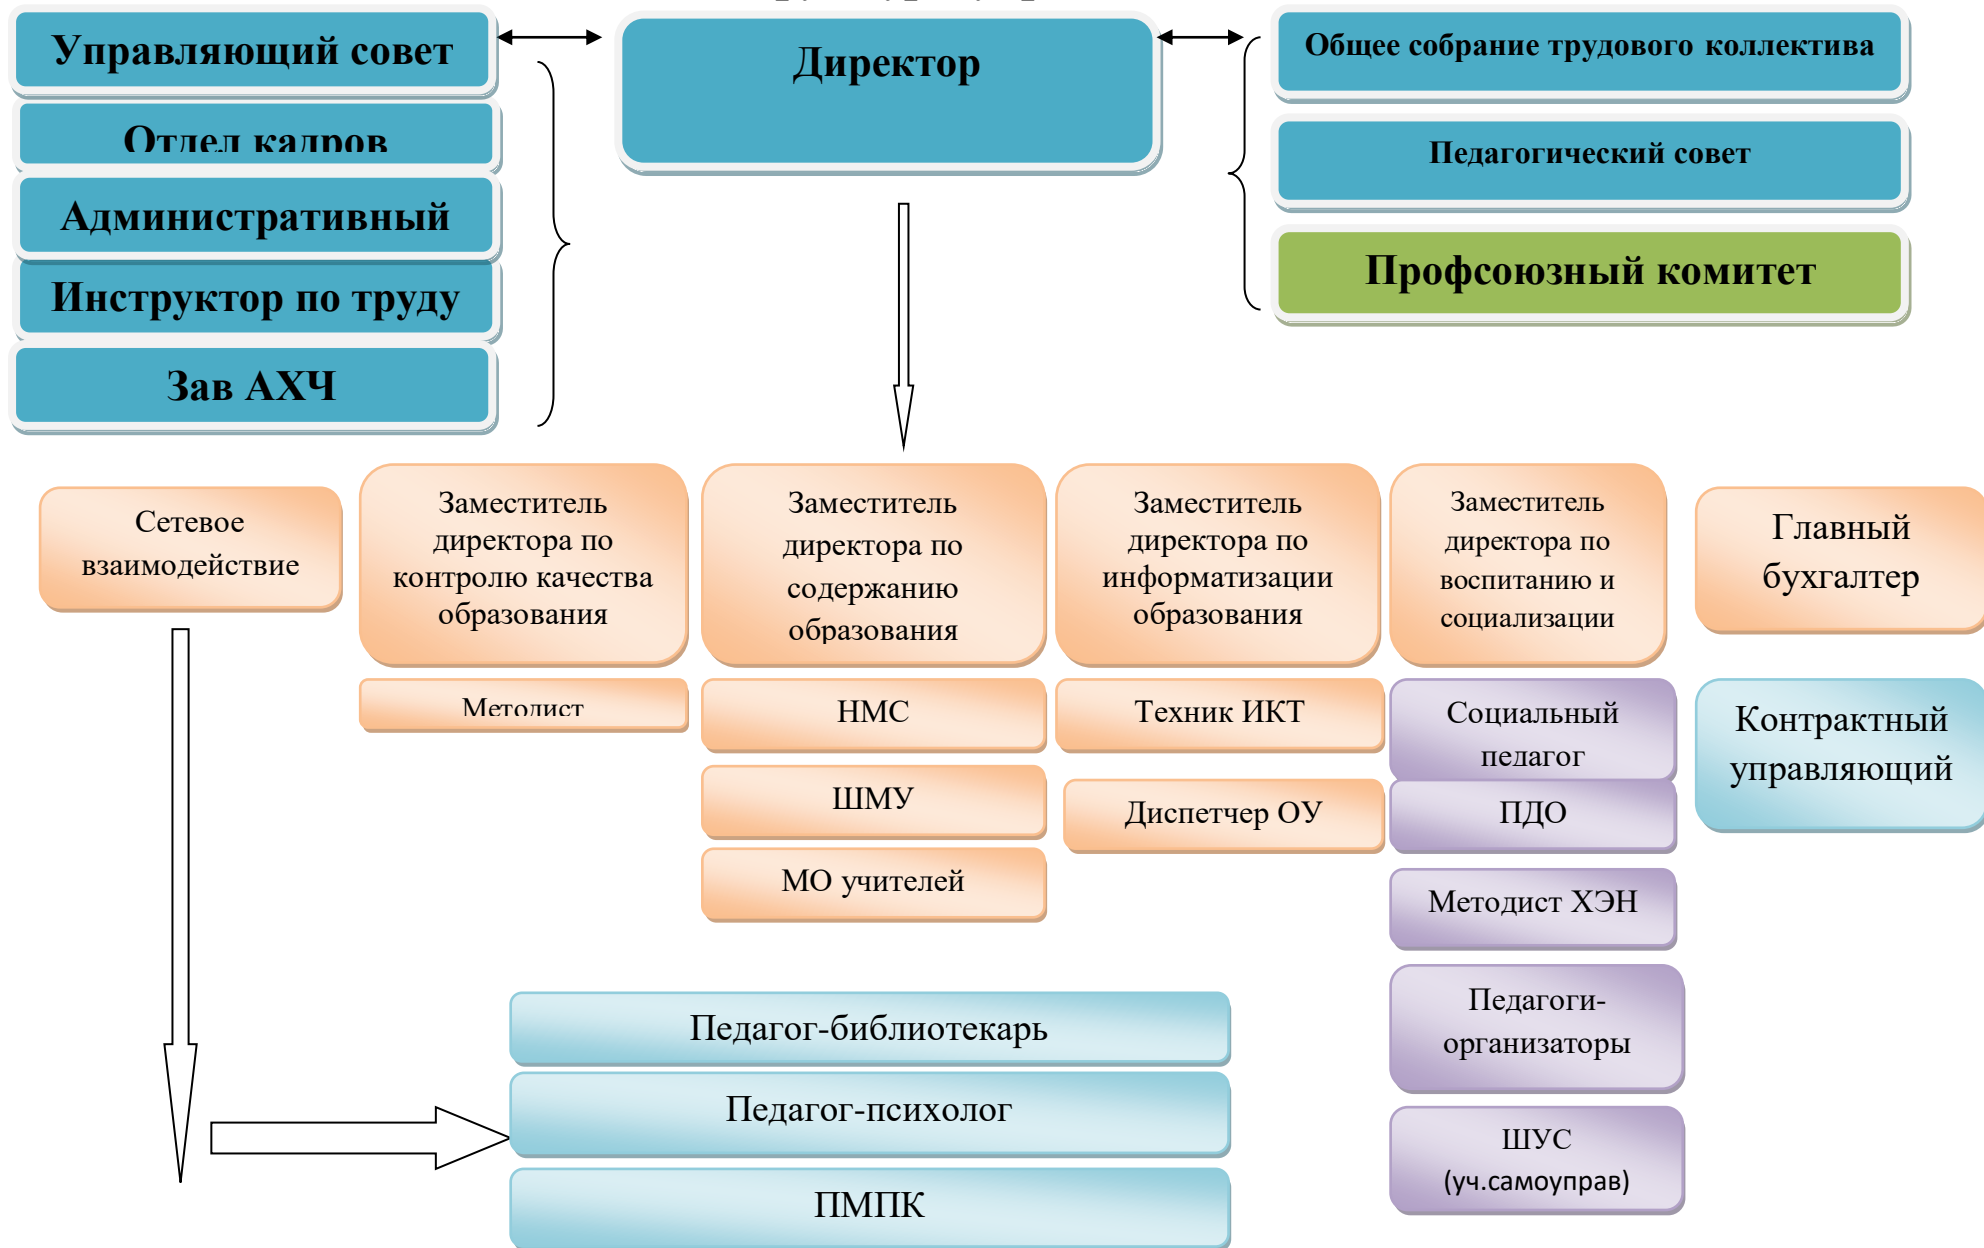 Управляющий совет
Отдел кадров
Административный
Инструктор по труду
Зав АХЧ
Директор
Общее собрание трудового коллектива
Педагогический совет
Профсоюзный комитет
Сетевое
взаимодействие
Заместитель
директора по
контролю качества
образования
Методист
Заместитель
директора по
содержанию
образования
НМС
ШМУ
МО учителей
Заместитель
директора по
информатизации
образования
Техник ИКТ
Диспетчер ОУ
Заместитель
директора по
воспитанию и
социализации
Социальный
педагог
ПДО
Методист ХЭН
Педагоги-
организаторы
ШУС
(уч.самоуправ)
Главный
бухгалтер
Контрактный
управляющий
Педагог-библиотекарь
Педагог-психолог
ПМПК